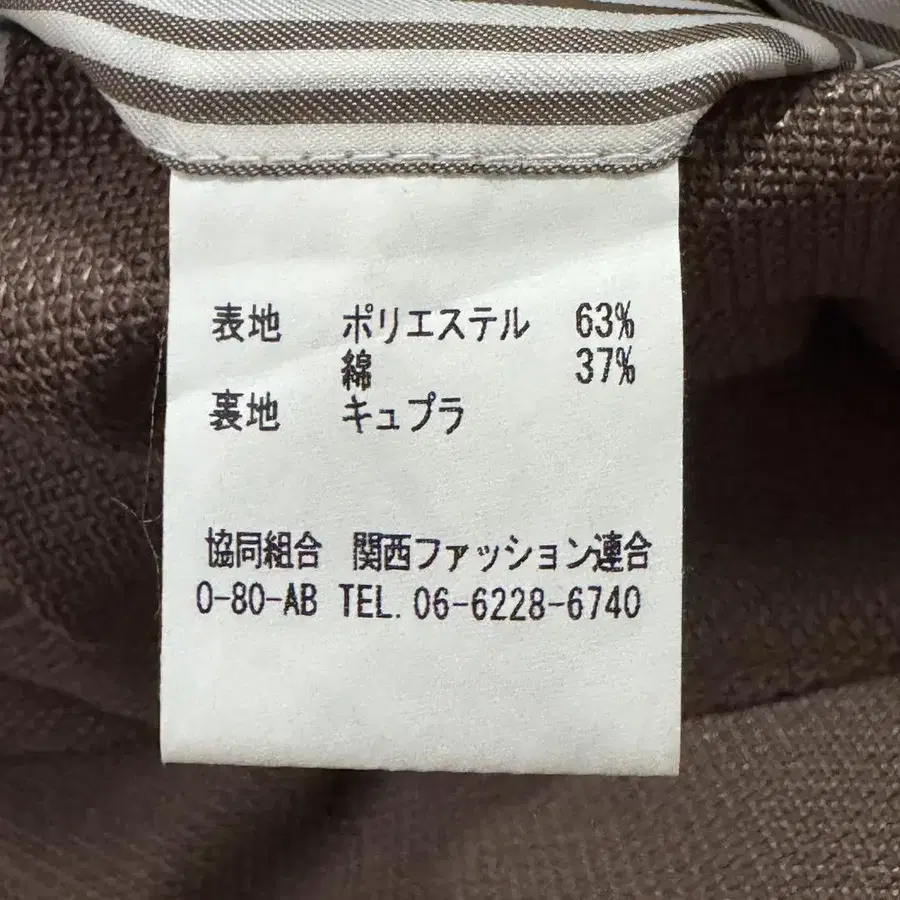 表地 ポリエステル 63%
綿 37%
裏地 キュプラ
協同組合 関西ファッション連合
0-80-AB TEL. 06-6228-6740